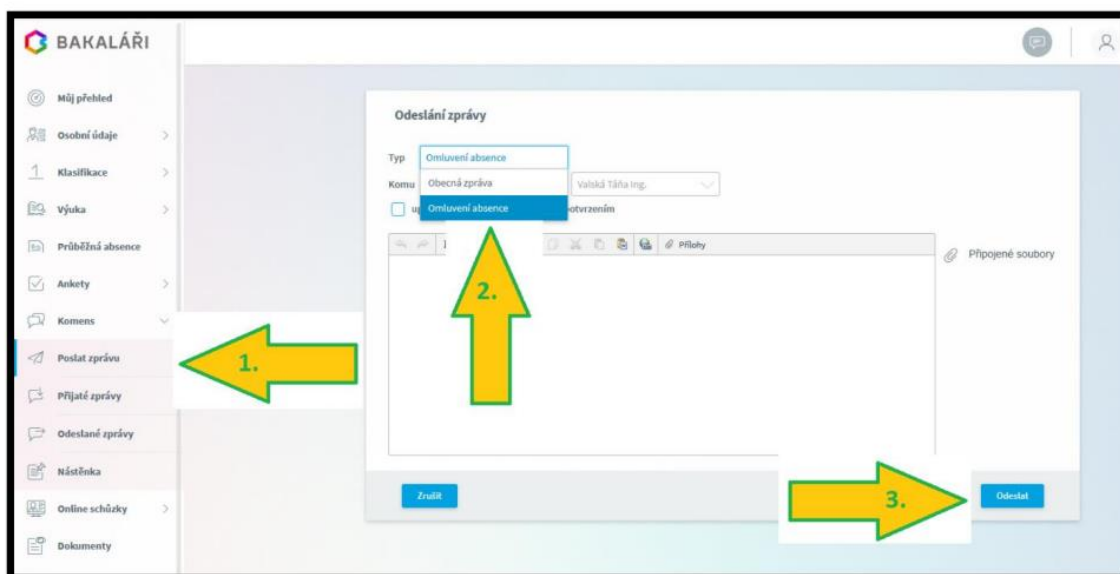 BAKALÁŘI
Můj přehled
Osobní údaje
Klasifikace
Výuka
Průběžná absence
Ankety
Komens
Poslat zprávu
Přijaté zprávy
Odeslané zprávy
Nástěnka
Online schůzky
Dokumenty
1.
Odeslání zprávy
Typ Omluvení absence
Obecná zpráva
Omluvení absence
Komu Valská Táňa Ing.
Přílohy
Připojené soubory
2.
Zrušit
3.
Odeslat